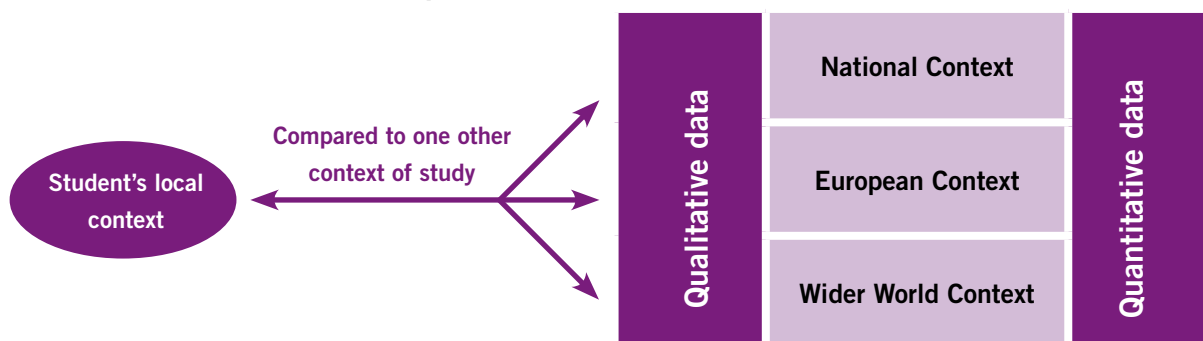 Student's local
context
Compared to one other
context of study
Qualitative data
National Context
European Context
Wider World Context
Quantitative data